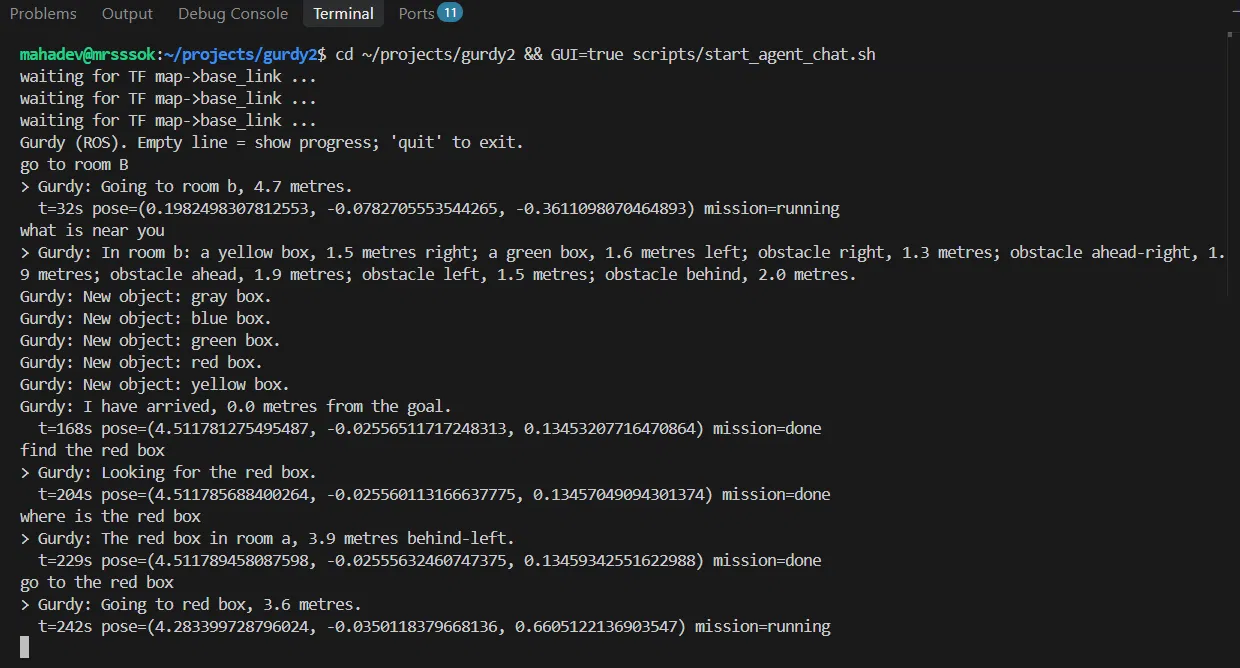 Problems Output Debug Console Terminal Ports 11
mahadev@mrsssok:~/projects/gurdy2$ cd ~/projects/gurdy2 && GUI=true scripts/start_agent_chat.sh
waiting for TF map->base_link ...
waiting for TF map->base_link ...
waiting for TF map->base_link ...
Gurdy (ROS). Empty line = show progress; 'quit' to exit.
go to room B
> Gurdy: Going to room b, 4.7 metres.
  t=32s pose=(0.1982498307812553, -0.0782705553544265, -0.3611098070464893) mission=running
what is near you
> Gurdy: In room b: a yellow box, 1.5 metres right; a green box, 1.6 metres left; obstacle right, 1.3 metres; obstacle ahead-right, 1.
9 metres; obstacle ahead, 1.9 metres; obstacle left, 1.5 metres; obstacle behind, 2.0 metres.
Gurdy: New object: gray box.
Gurdy: New object: blue box.
Gurdy: New object: green box.
Gurdy: New object: red box.
Gurdy: New object: yellow box.
Gurdy: I have arrived, 0.0 metres from the goal.
  t=168s pose=(4.511781275495487, -0.02556511717248313, 0.13453207716470864) mission=done
find the red box
> Gurdy: Looking for the red box.
  t=204s pose=(4.511785688400264, -0.025560113166637775, 0.13457049094301374) mission=done
where is the red box
> Gurdy: The red box in room a, 3.9 metres behind-left.
  t=229s pose=(4.511789458087598, -0.02555632460747375, 0.13459342551622988) mission=done
go to the red box
> Gurdy: Going to red box, 3.6 metres.
  t=242s pose=(4.283399728796024, -0.0350118379668136, 0.6605122136903547) mission=running